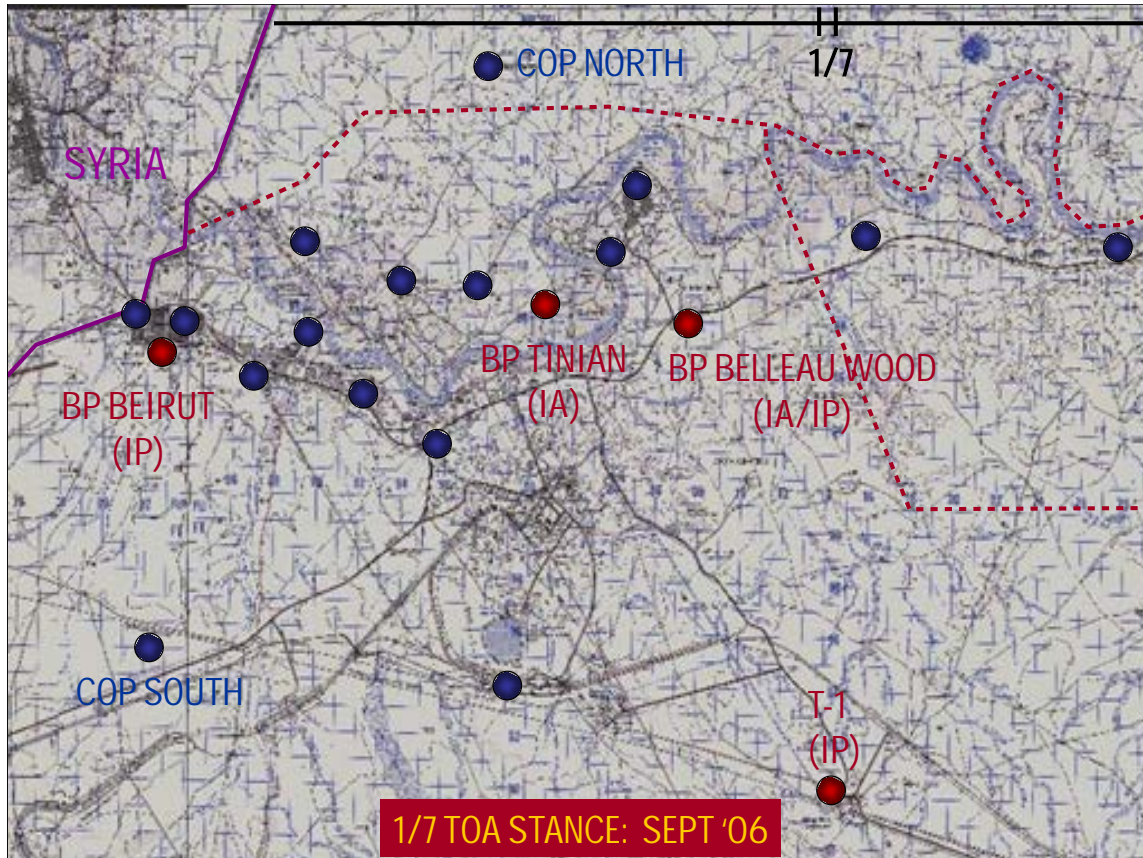 1/7
COP NORTH
SYRIA
BP TINIAN
(IA)
BP BELLEAU WOOD
(IA/IP)
BP BEIRUT
(IP)
COP SOUTH
T-1
(IP)
1/7 TOA STANCE: SEPT ‘06